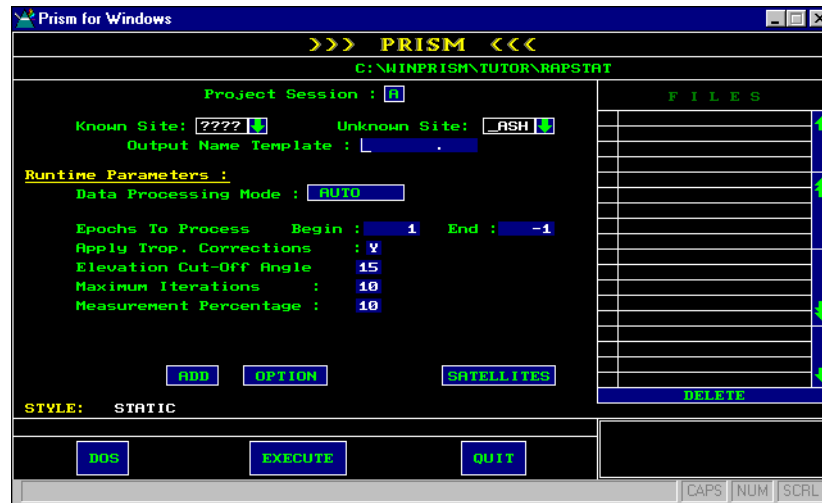 Prism for Windows
>>> PRISM <<<
C:\WINPRISM\TUTOR\RAPSTAT
Project Session : A
FILES
Known Site: ???? Unknown Site: _ASH
Output Name Template : _ .
Runtime Parameters :
Data Processing Mode : AUTO
Epochs To Process Begin : 1 End : -1
Apply Trop. Corrections : Y
Elevation Cut-Off Angle 15
Maximum Iterations : 10
Measurement Percentage : 10
ADD OPTION SATELLITES
DELETE
STYLE: STATIC
DOS EXECUTE QUIT
CAPS NUM SCRL